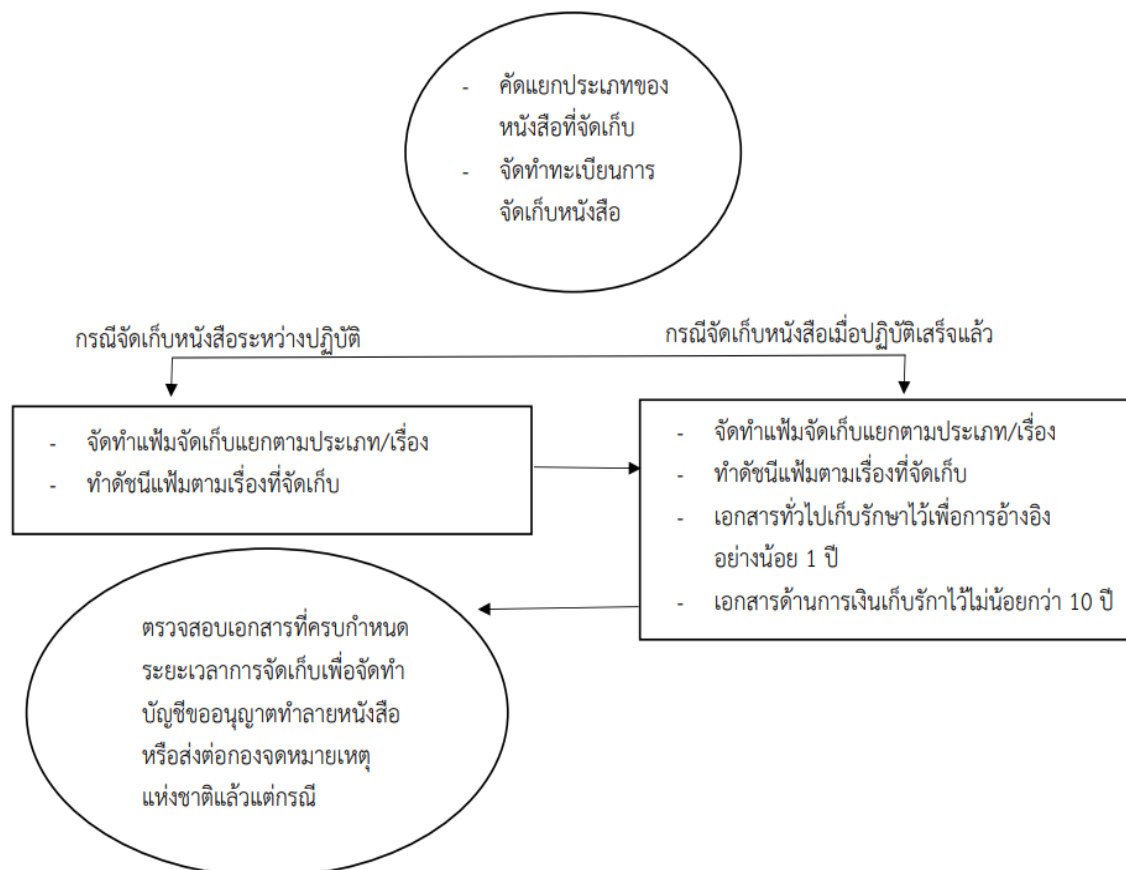 - คัดแยกประเภทของ
หนังสือที่จัดเก็บ
- จัดทำทะเบียนการ
จัดเก็บหนังสือ
กรณีจัดเก็บหนังสือระหว่างปฏิบัติ
กรณีจัดเก็บหนังสือเมื่อปฏิบัติเสร็จแล้ว
- จัดทำแฟ้มจัดเก็บแยกตามประเภท/เรื่อง
- ทำดัชนีแฟ้มตามเรื่องที่จัดเก็บ
- จัดทำแฟ้มจัดเก็บแยกตามประเภท/เรื่อง
- ทำดัชนีแฟ้มตามเรื่องที่จัดเก็บ
- เอกสารทั่วไปเก็บรักษาไว้เพื่อการอ้างอิง
อย่างน้อย 1 ปี
- เอกสารด้านการเงินเก็บรักาไว้ไม่น้อยกว่า 10 ปี
ตรวจสอบเอกสารที่ครบกำหนด
ระยะเวลาการจัดเก็บเพื่อจัดทำ
บัญชีขออนุญาตทำลายหนังสือ
หรือส่งต่อกองจดหมายเหตุ
แห่งชาติแล้วแต่กรณี